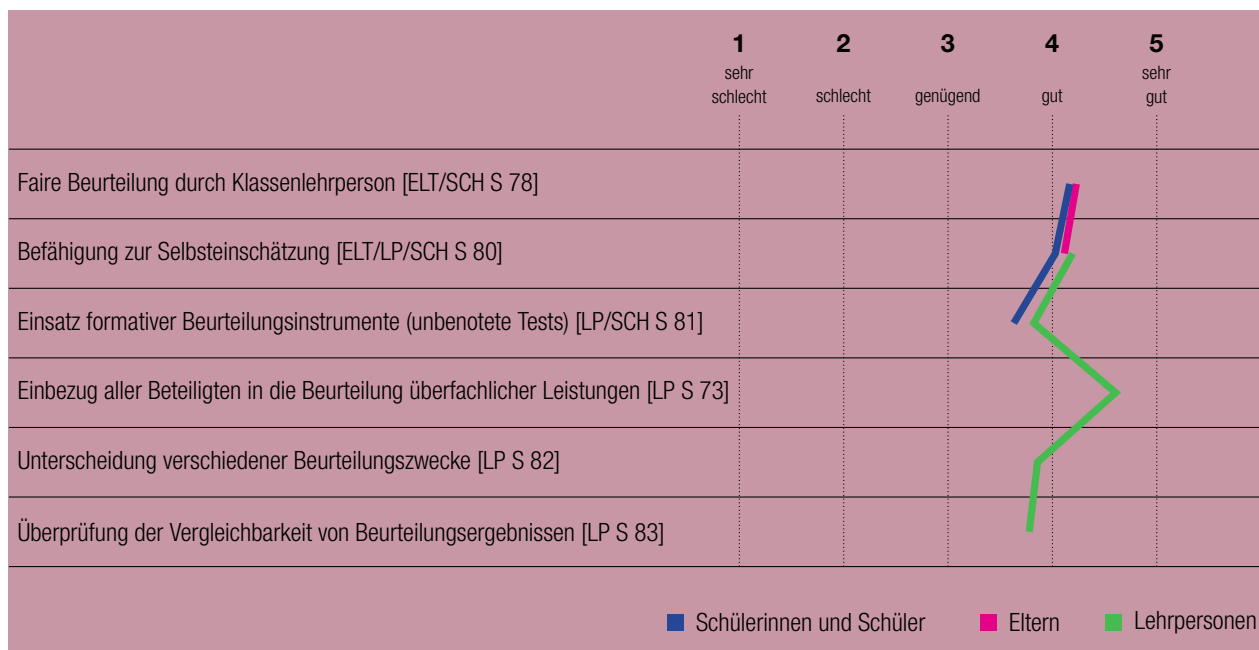 1 2 3 4 5
sehr schlecht schlecht genügend gut sehr gut
Faire Beurteilung durch Klassenlehrperson [ELT/SCH S 78]
Befähigung zur Selbsteinschätzung [ELT/LP/SCH S 80]
Einsatz formativer Beurteilungsinstrumente (unbenotete Tests) [LP/SCH S 81]
Einbezug aller Beteiligten in die Beurteilung überfachlicher Leistungen [LP S 73]
Unterscheidung verschiedener Beurteilungszwecke [LP S 82]
Überprüfung der Vergleichbarkeit von Beurteilungsergebnissen [LP S 83]
Schülerinnen und Schüler Eltern Lehrpersonen